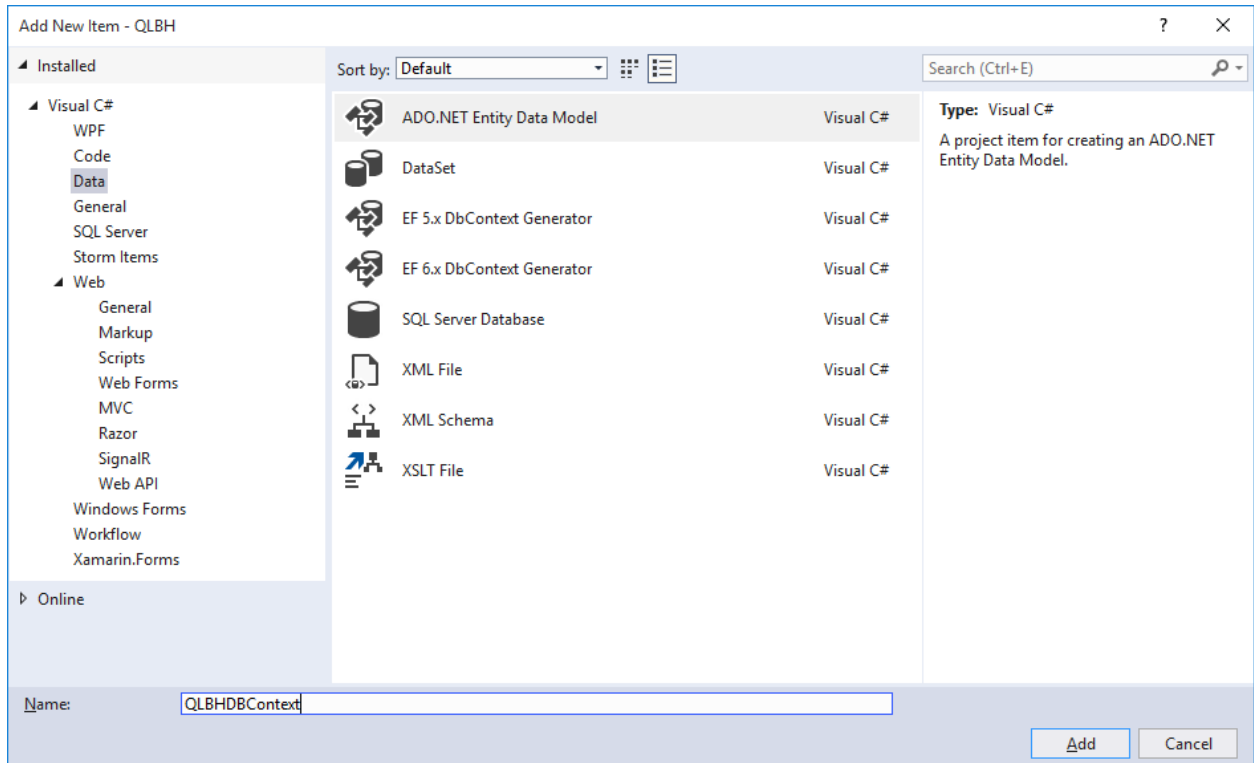 Add New Item - QLBH
?
Installed
Sort by: Default
Search (Ctrl+E)
Visual C#
WPF
Code
Data
General
SQL Server
Storm Items
Web
General
Markup
Scripts
Web Forms
MVC
Razor
SignalR
Web API
Windows Forms
Workflow
Xamarin.Forms
Online
ADO.NET Entity Data Model Visual C#
DataSet Visual C#
EF 5.x DbContext Generator Visual C#
EF 6.x DbContext Generator Visual C#
SQL Server Database Visual C#
XML File Visual C#
XML Schema Visual C#
XSLT File Visual C#
Type: Visual C#
A project item for creating an ADO.NET
Entity Data Model.
Name: QLBHDBContext
Add Cancel